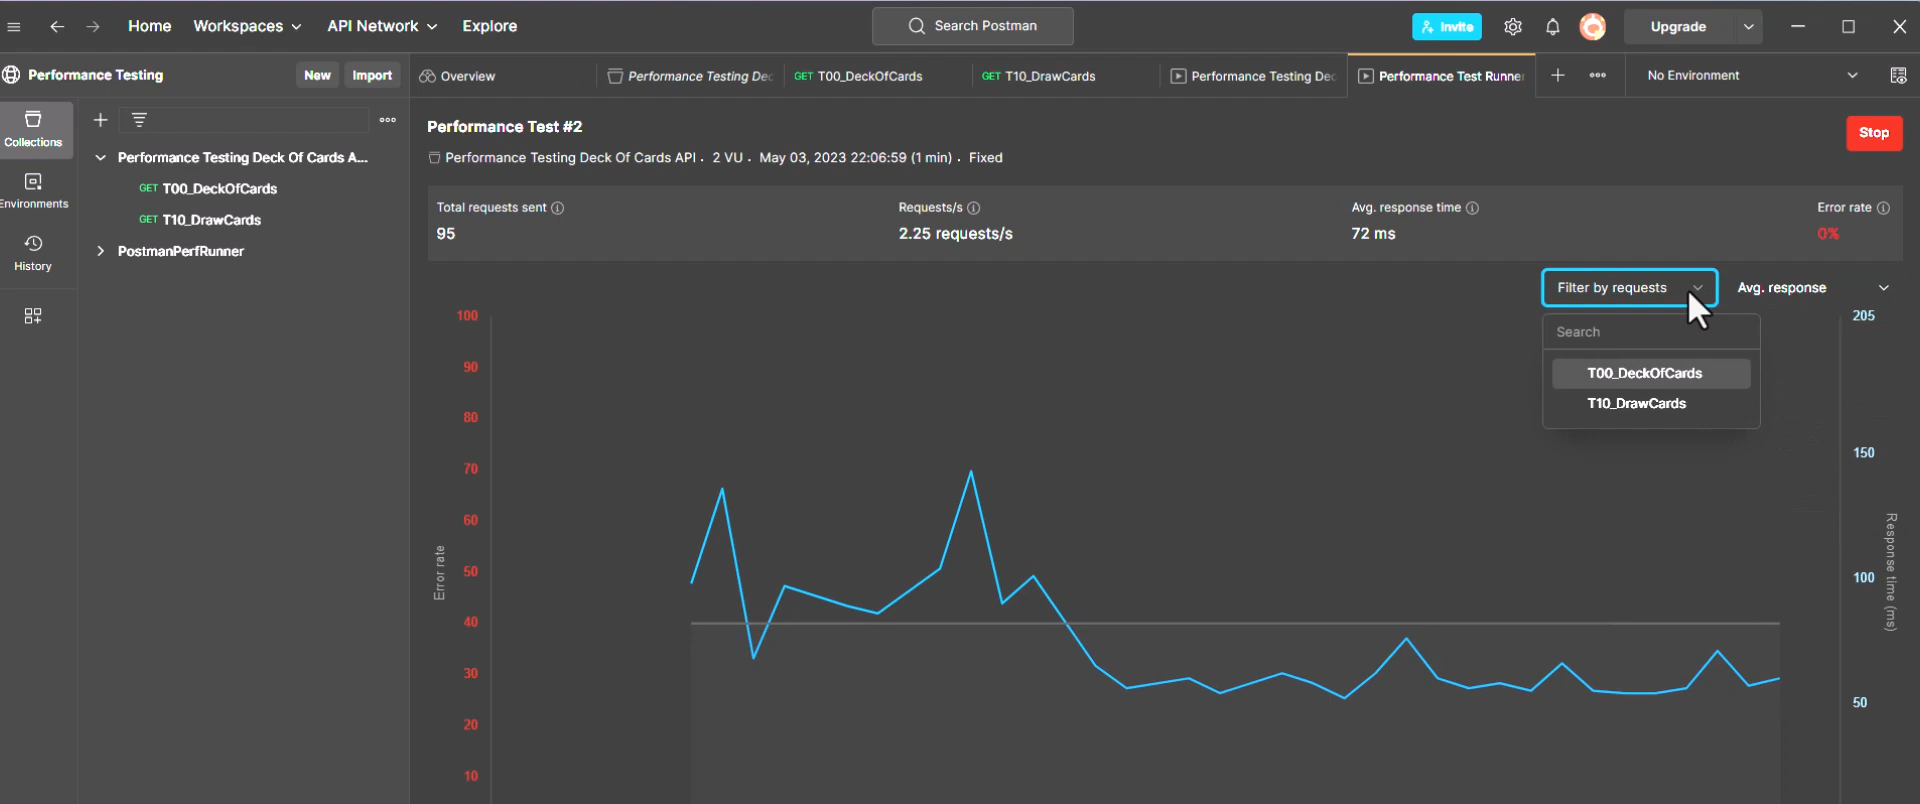 Home Workspaces API Network Explore Search Postman Invite Upgrade
Performance Testing New Import Overview Performance Testing Dec GET T00_DeckOfCards GET T10_DrawCards Performance Testing Dec Performance Test Runner No Environment
Collections
Environments
History
Performance Testing Deck Of Cards A...
GET T00_DeckOfCards
GET T10_DrawCards
PostmanPerfRunner
Performance Test #2
Stop
Performance Testing Deck Of Cards API · 2 VU · May 03, 2023 22:06:59 (1 min) · Fixed
Total requests sent Requests/s Avg. response time Error rate
95 2.25 requests/s 72 ms 0%
Filter by requests Avg. response
Search
T00_DeckOfCards
T10_DrawCards
Error rate
100
90
80
70
60
50
40
30
20
10
205
150
100
50
Response time (ms)